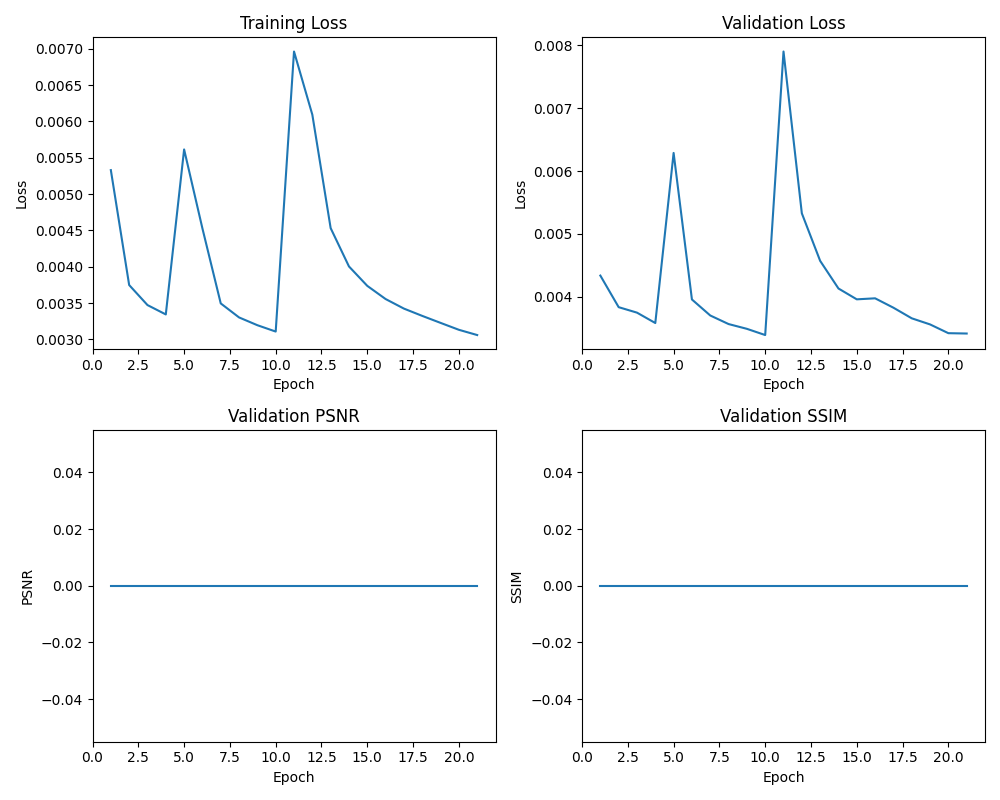 Training Loss
Loss
0.0070
0.0065
0.0060
0.0055
0.0050
0.0045
0.0040
0.0035
0.0030
0.0 2.5 5.0 7.5 10.0 12.5 15.0 17.5 20.0
Epoch
Validation Loss
Loss
0.008
0.007
0.006
0.005
0.004
0.0 2.5 5.0 7.5 10.0 12.5 15.0 17.5 20.0
Epoch
Validation PSNR
PSNR
0.04
0.02
0.00
−0.02
−0.04
0.0 2.5 5.0 7.5 10.0 12.5 15.0 17.5 20.0
Epoch
Validation SSIM
SSIM
0.04
0.02
0.00
−0.02
−0.04
0.0 2.5 5.0 7.5 10.0 12.5 15.0 17.5 20.0
Epoch